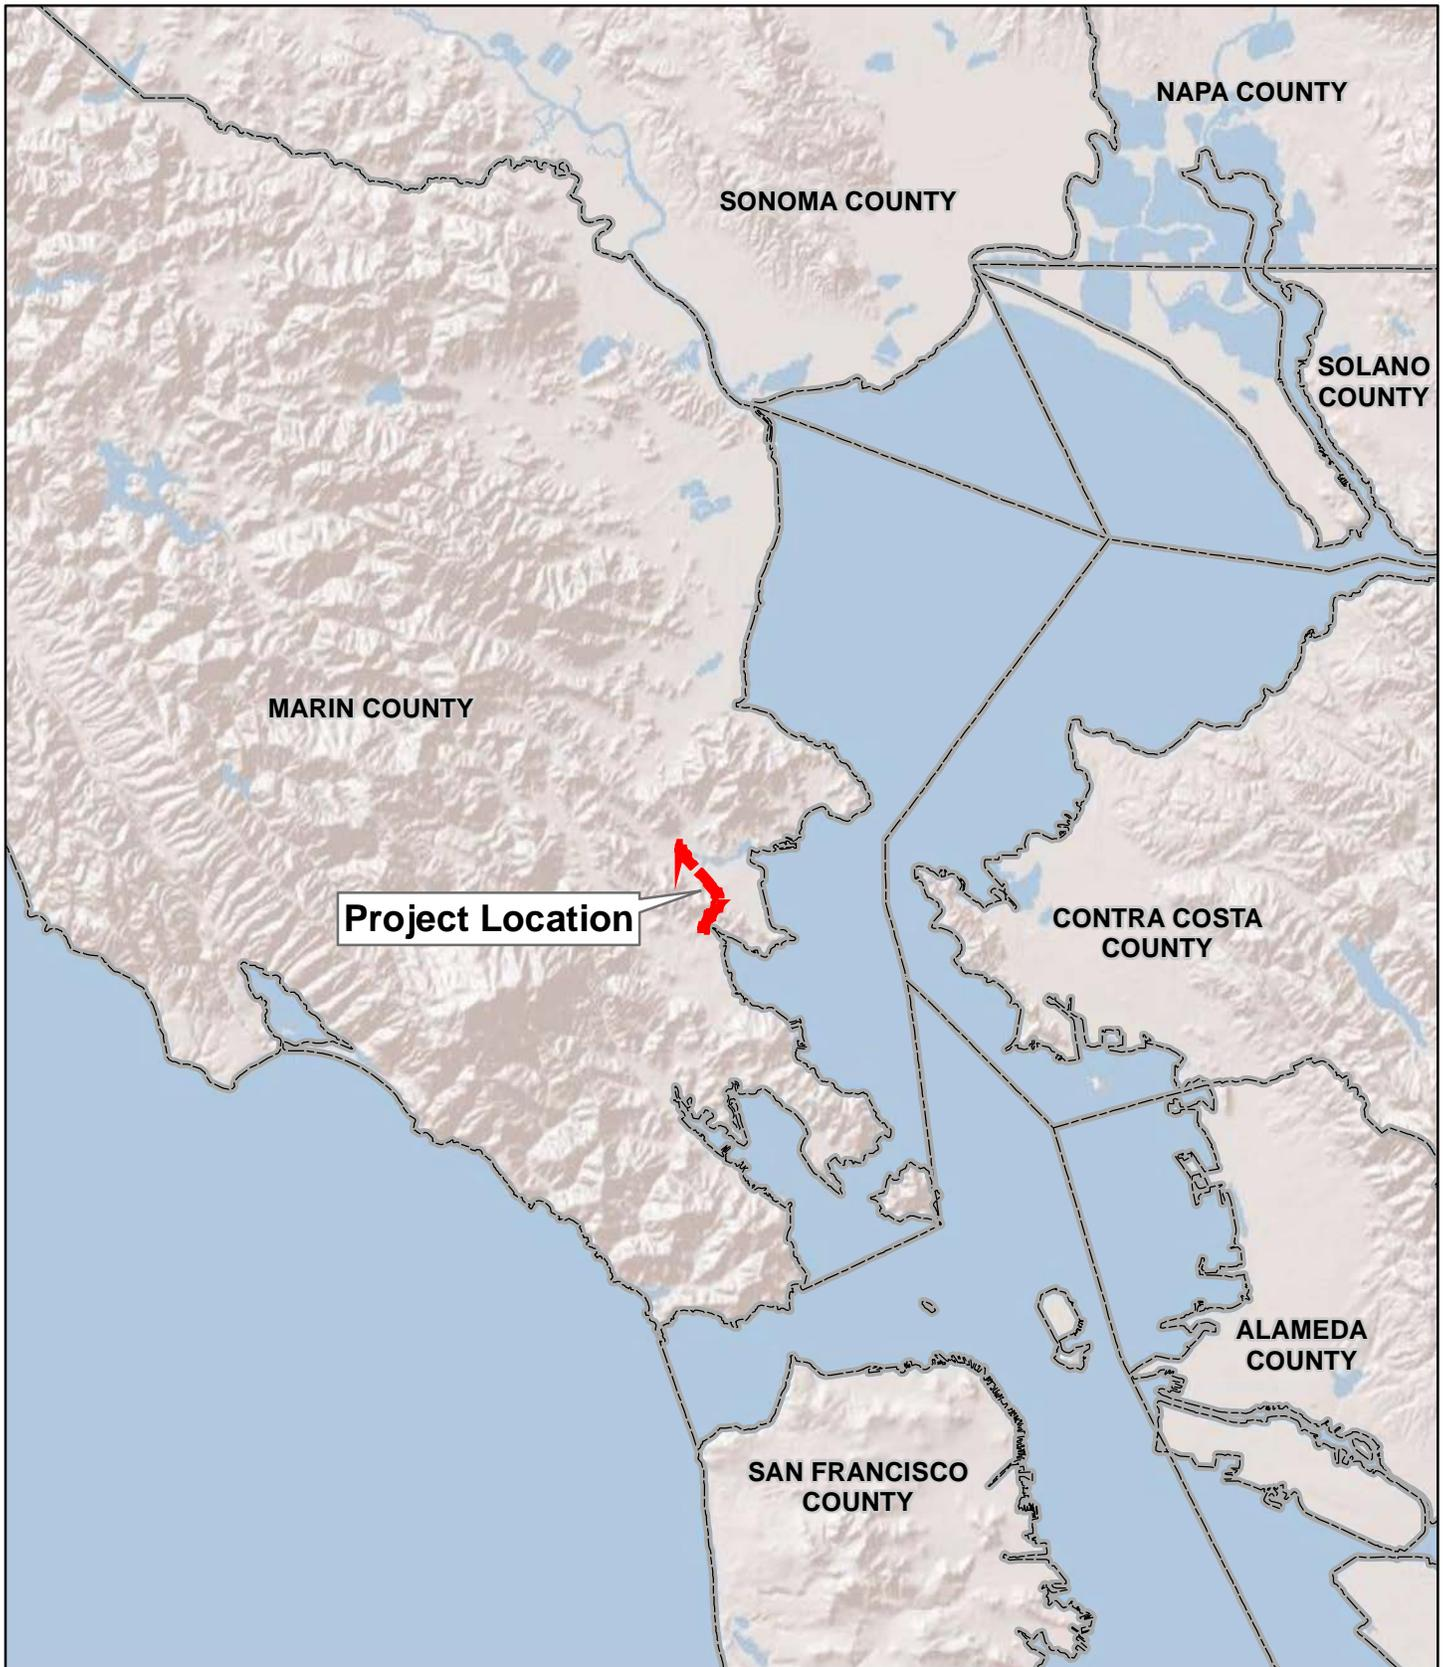 NAPA COUNTY
SONOMA COUNTY
SOLANO
COUNTY
MARIN COUNTY
Project Location
CONTRA COSTA
COUNTY
ALAMEDA
COUNTY
SAN FRANCISCO
COUNTY